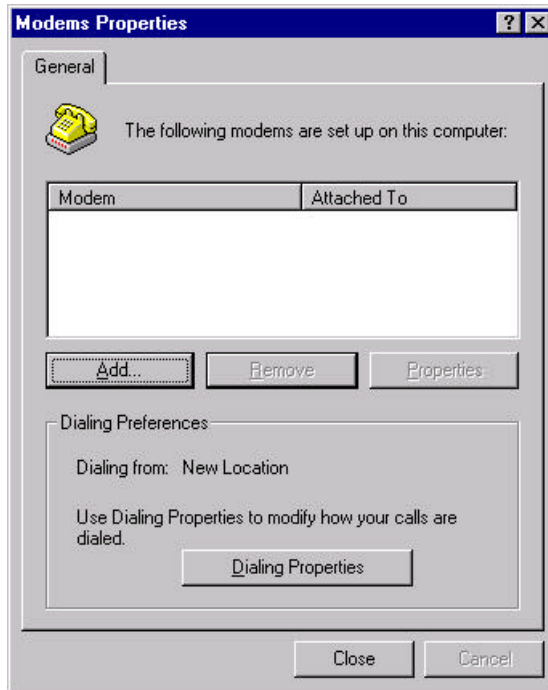 Modems Properties
General
The following modems are set up on this computer:
Modem Attached To
Add... Remove Properties
Dialing Preferences
Dialing from: New Location
Use Dialing Properties to modify how your calls are
dialed.
Dialing Properties
Close Cancel